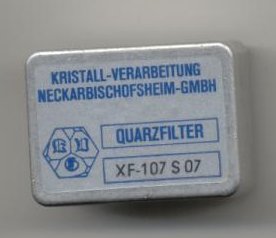 KRISTALL-VERARBEITUNG
NECKARBISCHOFSHEIM-GMBH
QUARZFILTER
XF-107 S 07